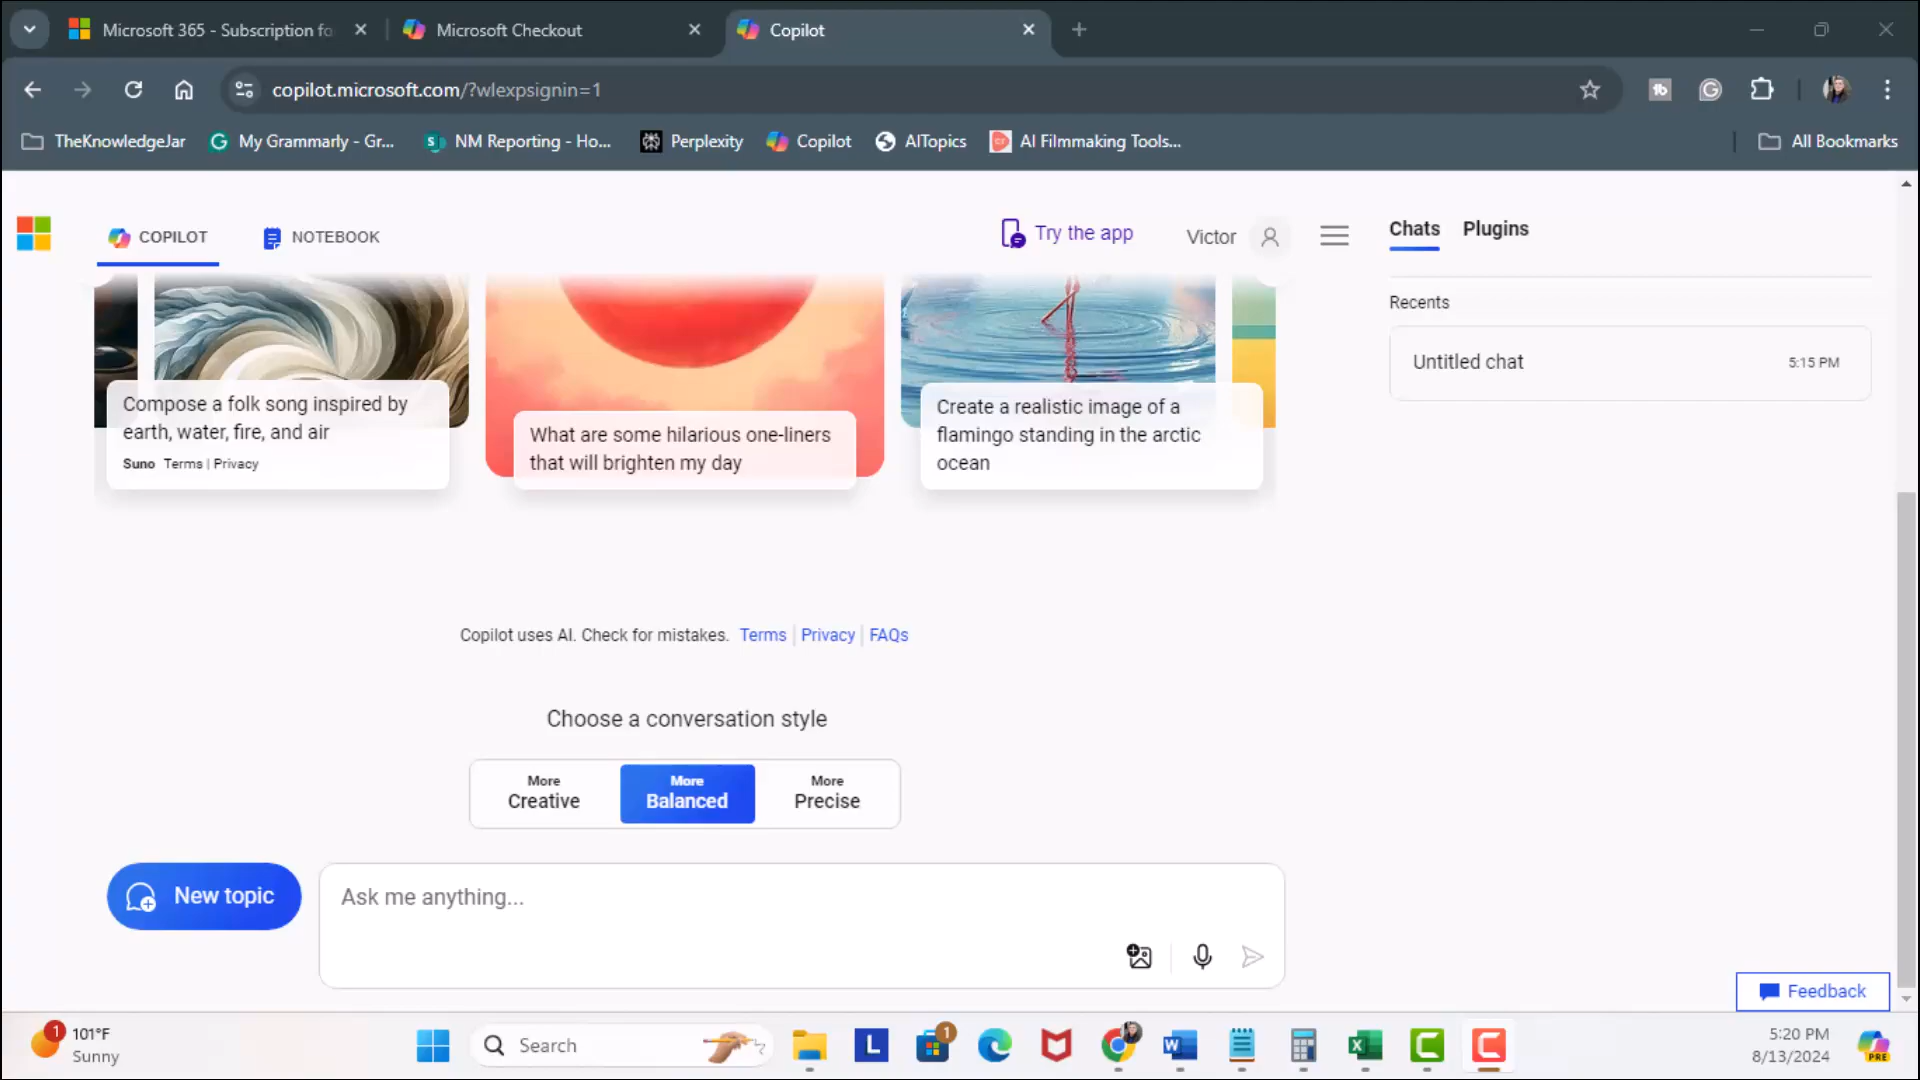 Microsoft 365 - Subscription fo
Microsoft Checkout
Copilot
copilot.microsoft.com/?wlexpsignin=1
TheKnowledgeJar
My Grammarly - Gr...
NM Reporting - Ho...
Perplexity
Copilot
AITopics
AI Filmmaking Tools...
All Bookmarks
COPILOT
NOTEBOOK
Try the app
Victor
Chats
Plugins
Recents
Untitled chat
5:15 PM
Compose a folk song inspired by
earth, water, fire, and air
Suno Terms | Privacy
What are some hilarious one-liners
that will brighten my day
Create a realistic image of a
flamingo standing in the arctic
ocean
Copilot uses AI. Check for mistakes. Terms | Privacy | FAQs
Choose a conversation style
More
Creative
More
Balanced
More
Precise
New topic
Ask me anything...
Feedback
1
101°F
Sunny
Search
L
1
W
X
C
C
5:20 PM
8/13/2024
PRE